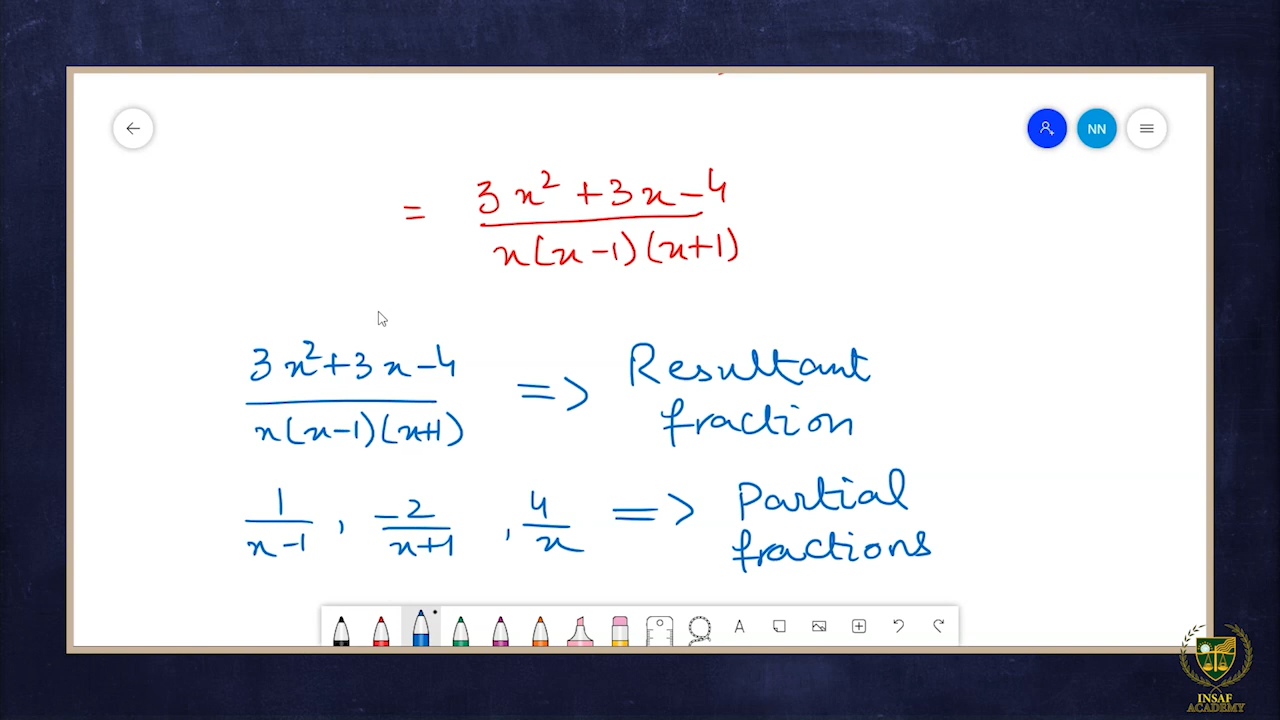 NN
= 3x² + 3x - 4
x(x-1)(x+1)
3x² + 3x - 4
x(x-1)(x+1)
=> Resultant
fraction
1/x-1 , -2/x+1 , 4/x => Partial
fractions
A
INSAF
ACADEMY